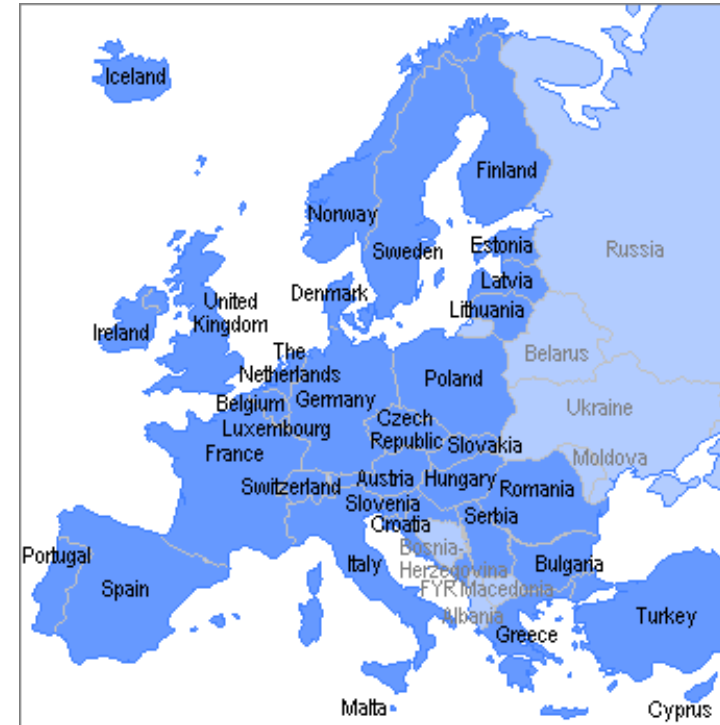 Iceland
Finland
Norway
Sweden
Estonia
Russia
Latvia
Denmark
Lithuania
United
Kingdom
Ireland
The
Netherlands
Belarus
Poland
Belgium
Germany
Ukraine
Czech
Republic
Luxembourg
Slovakia
France
Moldova
Switzerland
Austria
Hungary
Romania
Slovenia
Serbia
Croatia
Bosnia-
Herzegovina
Portugal
Spain
Italy
Bulgaria
FYR Macedonia
Albania
Turkey
Greece
Malta
Cyprus